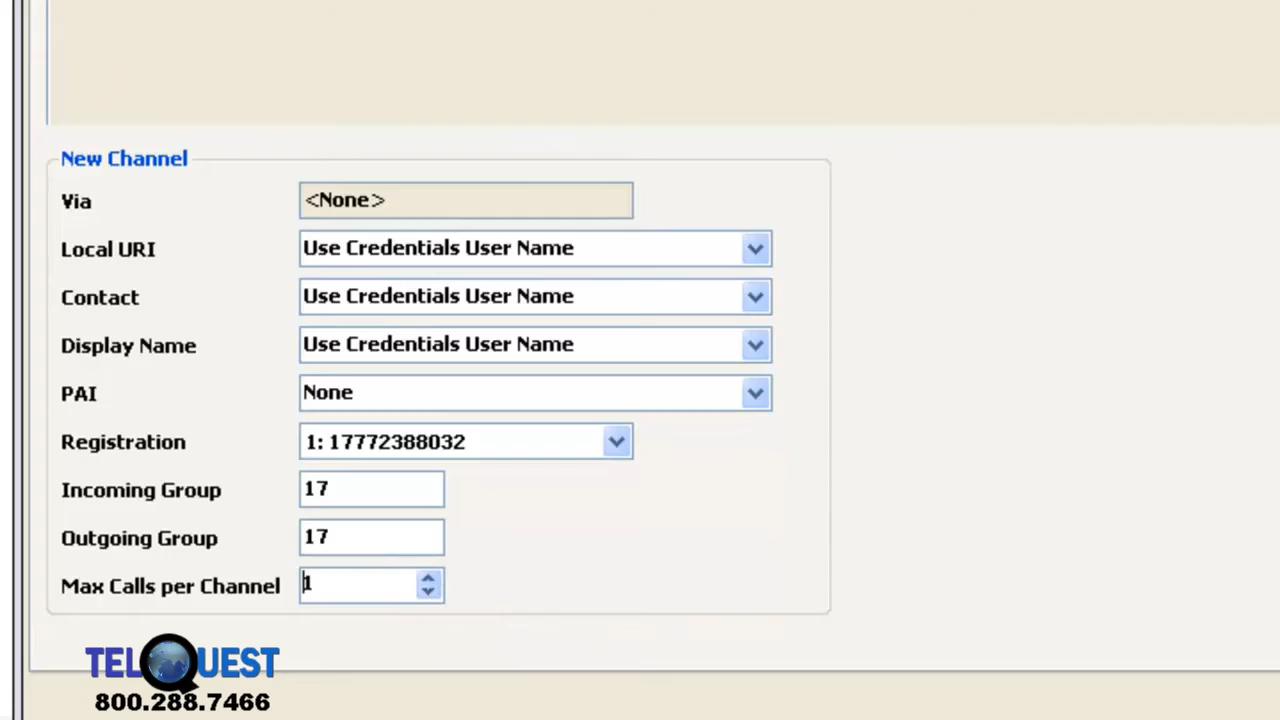 New Channel
Via <None>
Local URI Use Credentials User Name
Contact Use Credentials User Name
Display Name Use Credentials User Name
PAI None
Registration 1: 17772388032
Incoming Group 17
Outgoing Group 17
Max Calls per Channel 1
TELQUEST
800.288.7466